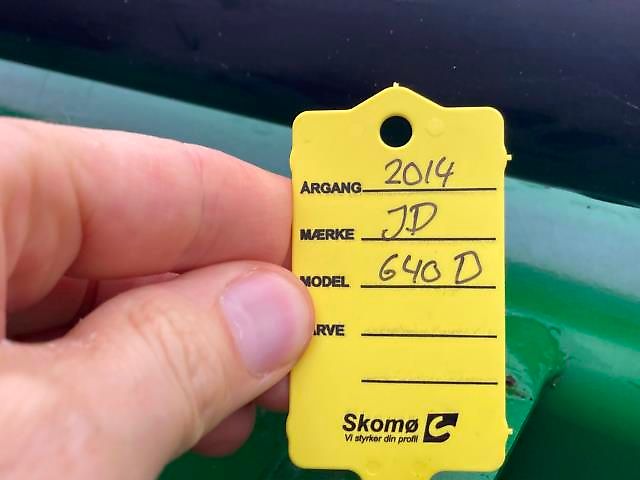 ÅRGANG 2014
MÆRKE JD
MODEL 640 D
ARVE
Skomø
Vi styrker din profil